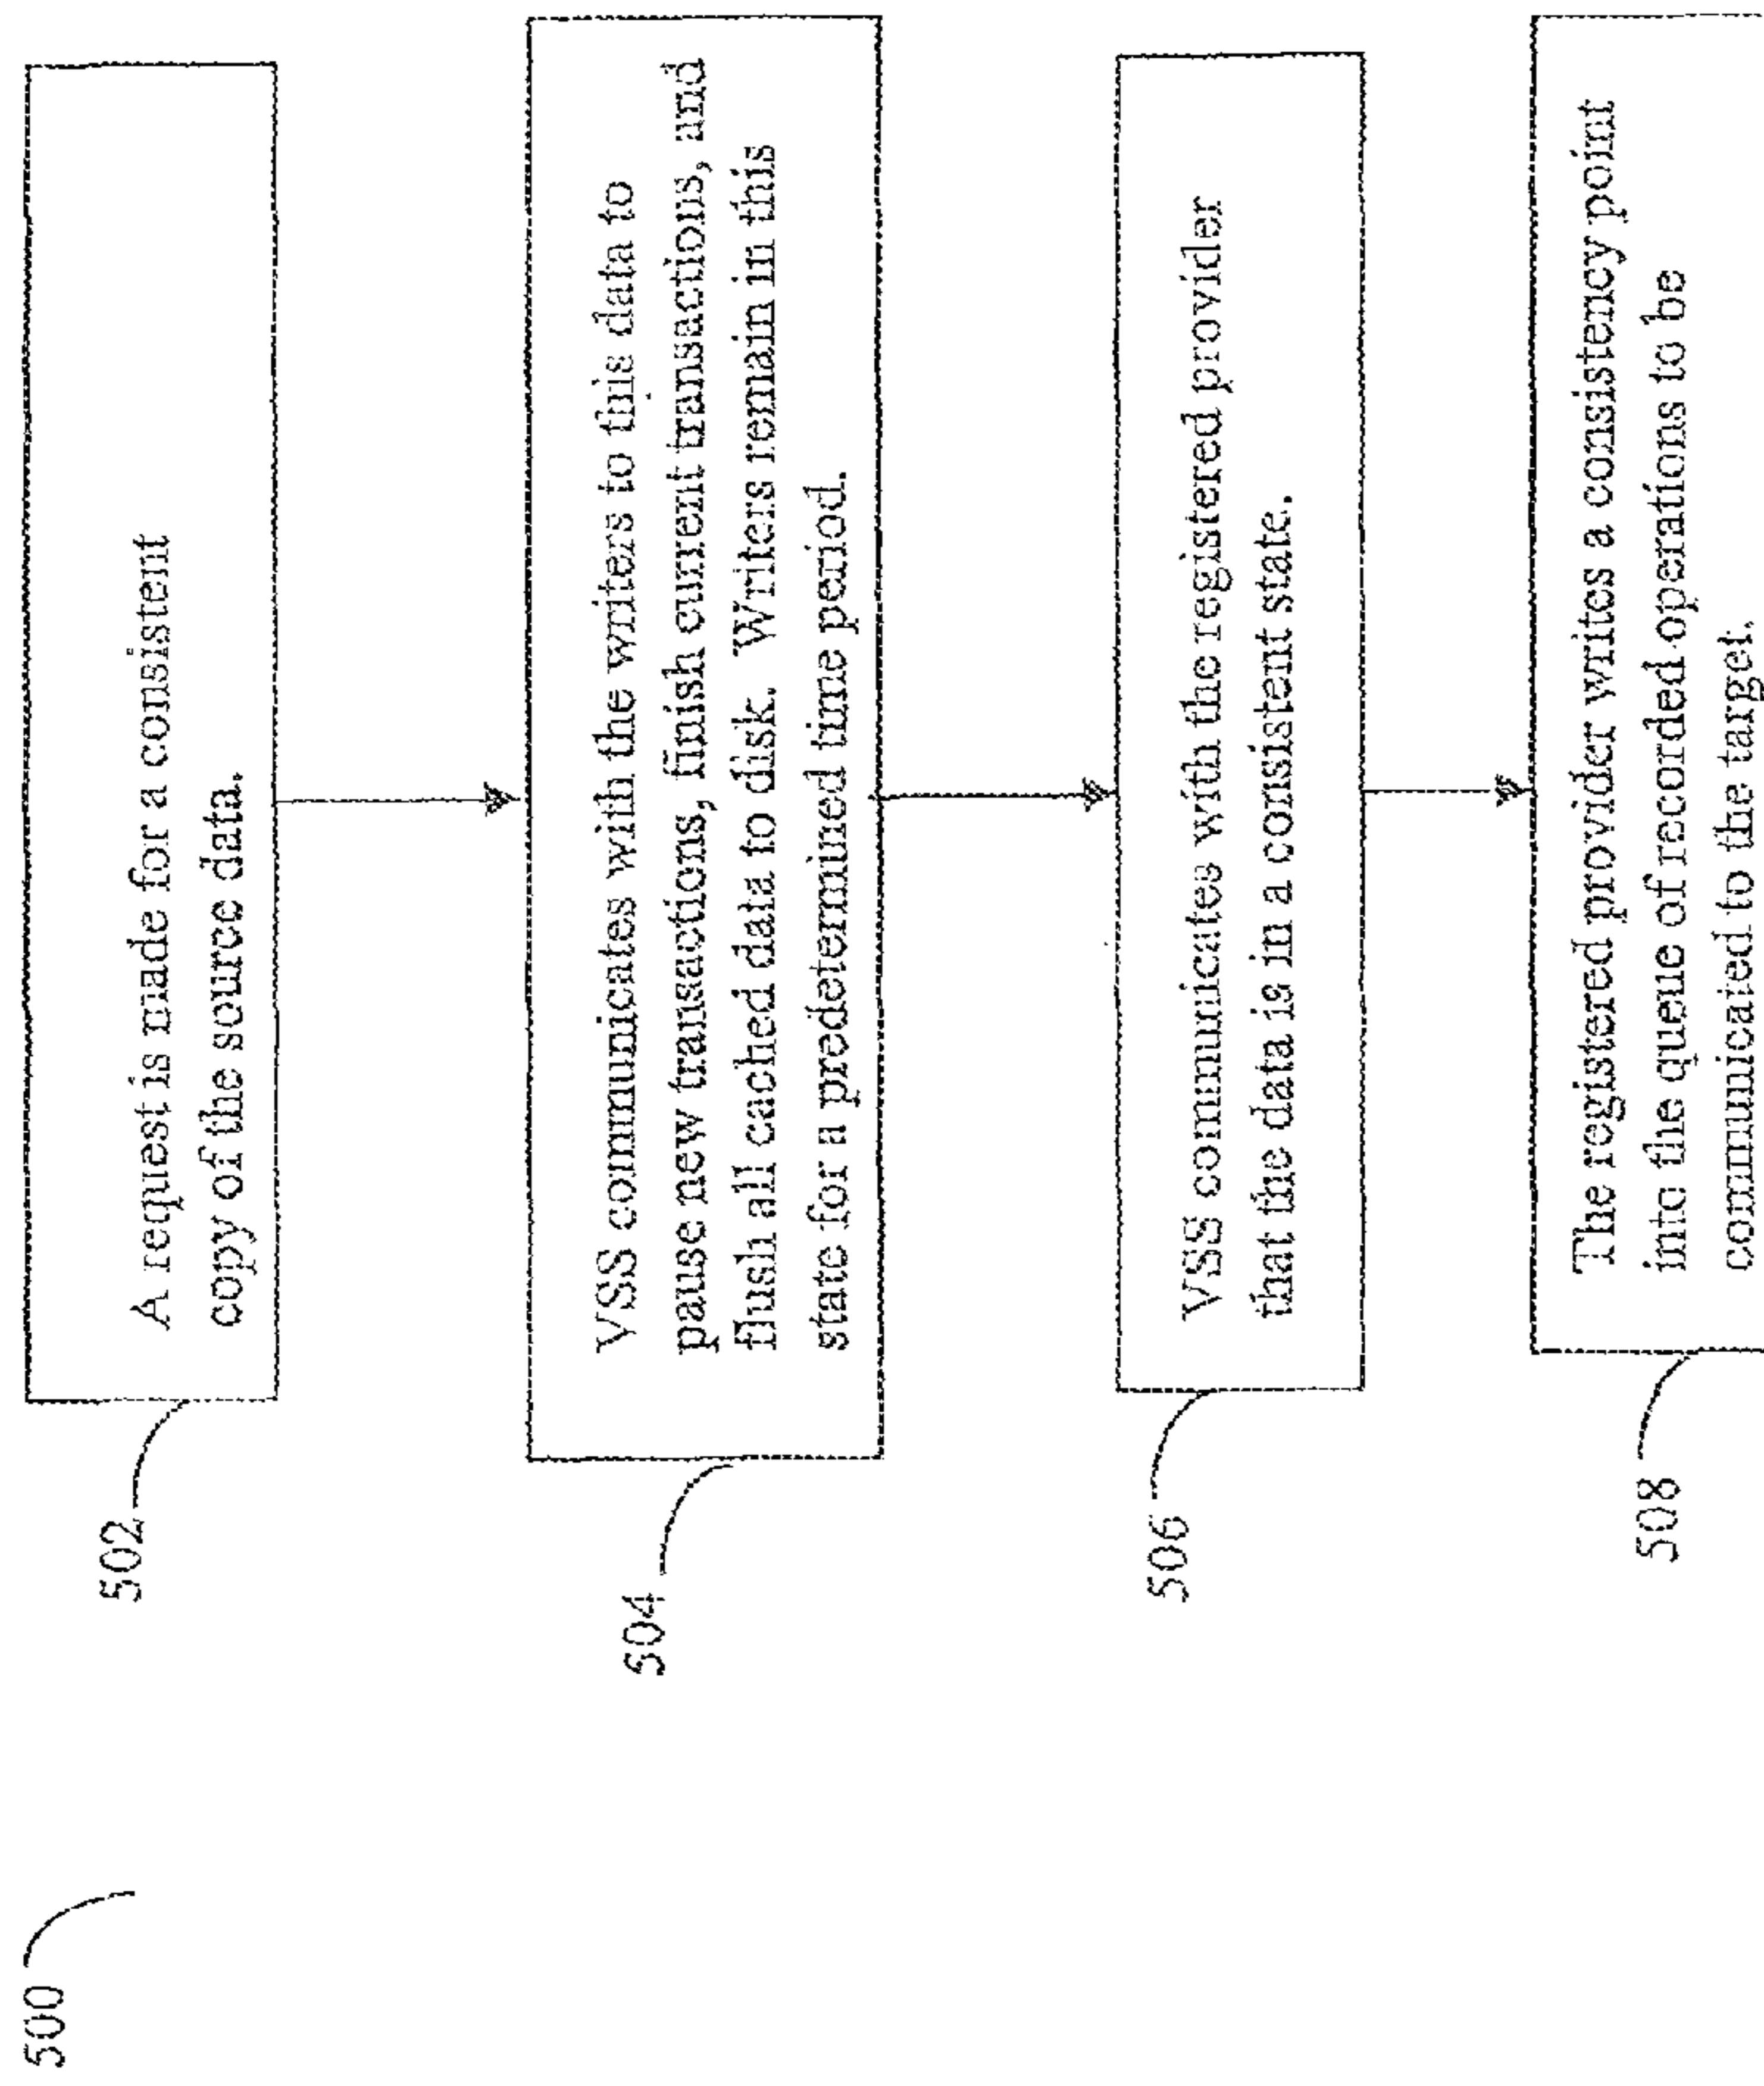 500
502
A request is made for a consistent
copy of the source data.
504
VSS communicates with the writers to this data to
pause new transactions, finish current transactions, and
flush all cached data to disk. Writers remain in this
state for a predetermined time period.
506
VSS communicates with the registered provider
that the data is in a consistent state.
508
The registered provider writes a consistency point
into the queue of recorded operations to be
communicated to the target.